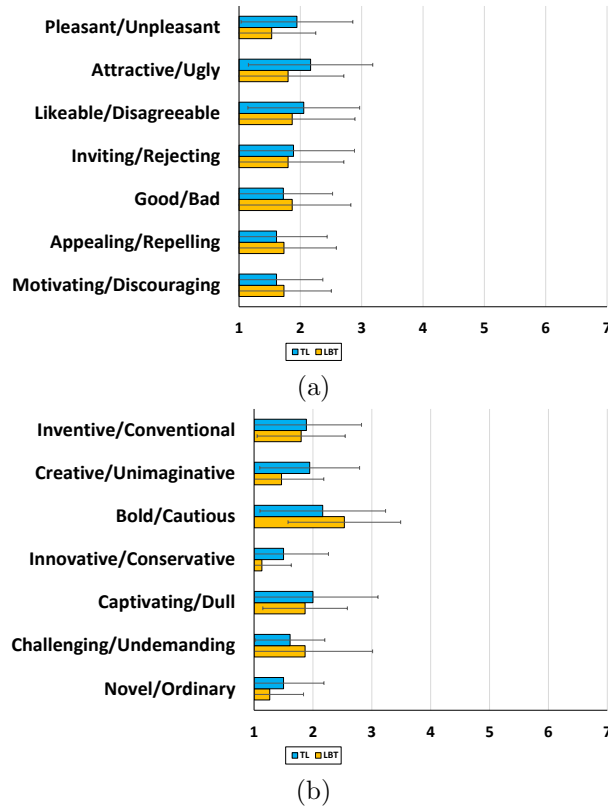 Pleasant/Unpleasant
Attractive/Ugly
Likeable/Disagreeable
Inviting/Rejecting
Good/Bad
Appealing/Repelling
Motivating/Discouraging
1 2 3 4 5 6 7
TL LBT
(a)
Inventive/Conventional
Creative/Unimaginative
Bold/Cautious
Innovative/Conservative
Captivating/Dull
Challenging/Undemanding
Novel/Ordinary
1 2 3 4 5 6 7
TL LBT
(b)